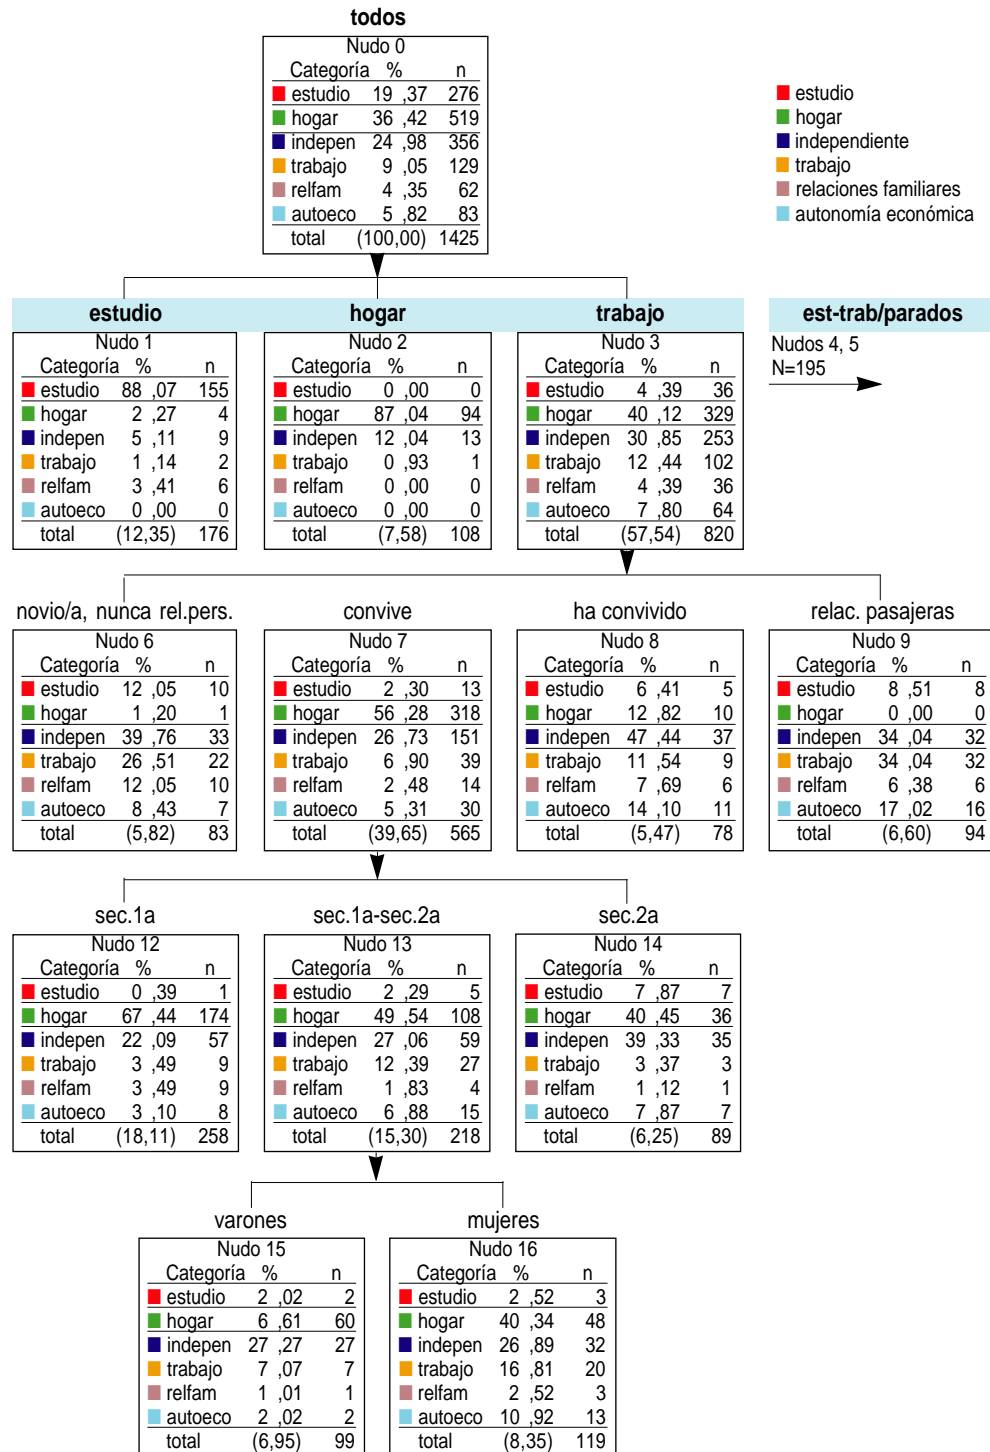 todos
Nudo 0
Categoría % n
estudio 19 ,37 276
hogar 36 ,42 519
indepen 24 ,98 356
trabajo 9 ,05 129
relfam 4 ,35 62
autoeco 5 ,82 83
total (100,00) 1425
estudio
hogar
independiente
trabajo
relaciones familiares
autonomía económica
estudio
Nudo 1
Categoría % n
estudio 88 ,07 155
hogar 2 ,27 4
indepen 5 ,11 9
trabajo 1 ,14 2
relfam 3 ,41 6
autoeco 0 ,00 0
total (12,35) 176
hogar
Nudo 2
Categoría % n
estudio 0 ,00 0
hogar 87 ,04 94
indepen 12 ,04 13
trabajo 0 ,93 1
relfam 0 ,00 0
autoeco 0 ,00 0
total (7,58) 108
trabajo
Nudo 3
Categoría % n
estudio 4 ,39 36
hogar 40 ,12 329
indepen 30 ,85 253
trabajo 12 ,44 102
relfam 4 ,39 36
autoeco 7 ,80 64
total (57,54) 820
est-trab/parados
Nudos 4, 5
N=195
novio/a, nunca rel.pers.
Nudo 6
Categoría % n
estudio 12 ,05 10
hogar 1 ,20 1
indepen 39 ,76 33
trabajo 26 ,51 22
relfam 12 ,05 10
autoeco 8 ,43 7
total (5,82) 83
convive
Nudo 7
Categoría % n
estudio 2 ,30 13
hogar 56 ,28 318
indepen 26 ,73 151
trabajo 6 ,90 39
relfam 2 ,48 14
autoeco 5 ,31 30
total (39,65) 565
ha convivido
Nudo 8
Categoría % n
estudio 6 ,41 5
hogar 12 ,82 10
indepen 47 ,44 37
trabajo 11 ,54 9
relfam 7 ,69 6
autoeco 14 ,10 11
total (5,47) 78
relac. pasajeras
Nudo 9
Categoría % n
estudio 8 ,51 8
hogar 0 ,00 0
indepen 34 ,04 32
trabajo 34 ,04 32
relfam 6 ,38 6
autoeco 17 ,02 16
total (6,60) 94
sec.1a
Nudo 12
Categoría % n
estudio 0 ,39 1
hogar 67 ,44 174
indepen 22 ,09 57
trabajo 3 ,49 9
relfam 3 ,49 9
autoeco 3 ,10 8
total (18,11) 258
sec.1a-sec.2a
Nudo 13
Categoría % n
estudio 2 ,29 5
hogar 49 ,54 108
indepen 27 ,06 59
trabajo 12 ,39 27
relfam 1 ,83 4
autoeco 6 ,88 15
total (15,30) 218
sec.2a
Nudo 14
Categoría % n
estudio 7 ,87 7
hogar 40 ,45 36
indepen 39 ,33 35
trabajo 3 ,37 3
relfam 1 ,12 1
autoeco 7 ,87 7
total (6,25) 89
varones
Nudo 15
Categoría % n
estudio 2 ,02 2
hogar 6 ,61 60
indepen 27 ,27 27
trabajo 7 ,07 7
relfam 1 ,01 1
autoeco 2 ,02 2
total (6,95) 99
mujeres
Nudo 16
Categoría % n
estudio 2 ,52 3
hogar 40 ,34 48
indepen 26 ,89 32
trabajo 16 ,81 20
relfam 2 ,52 3
autoeco 10 ,92 13
total (8,35) 119